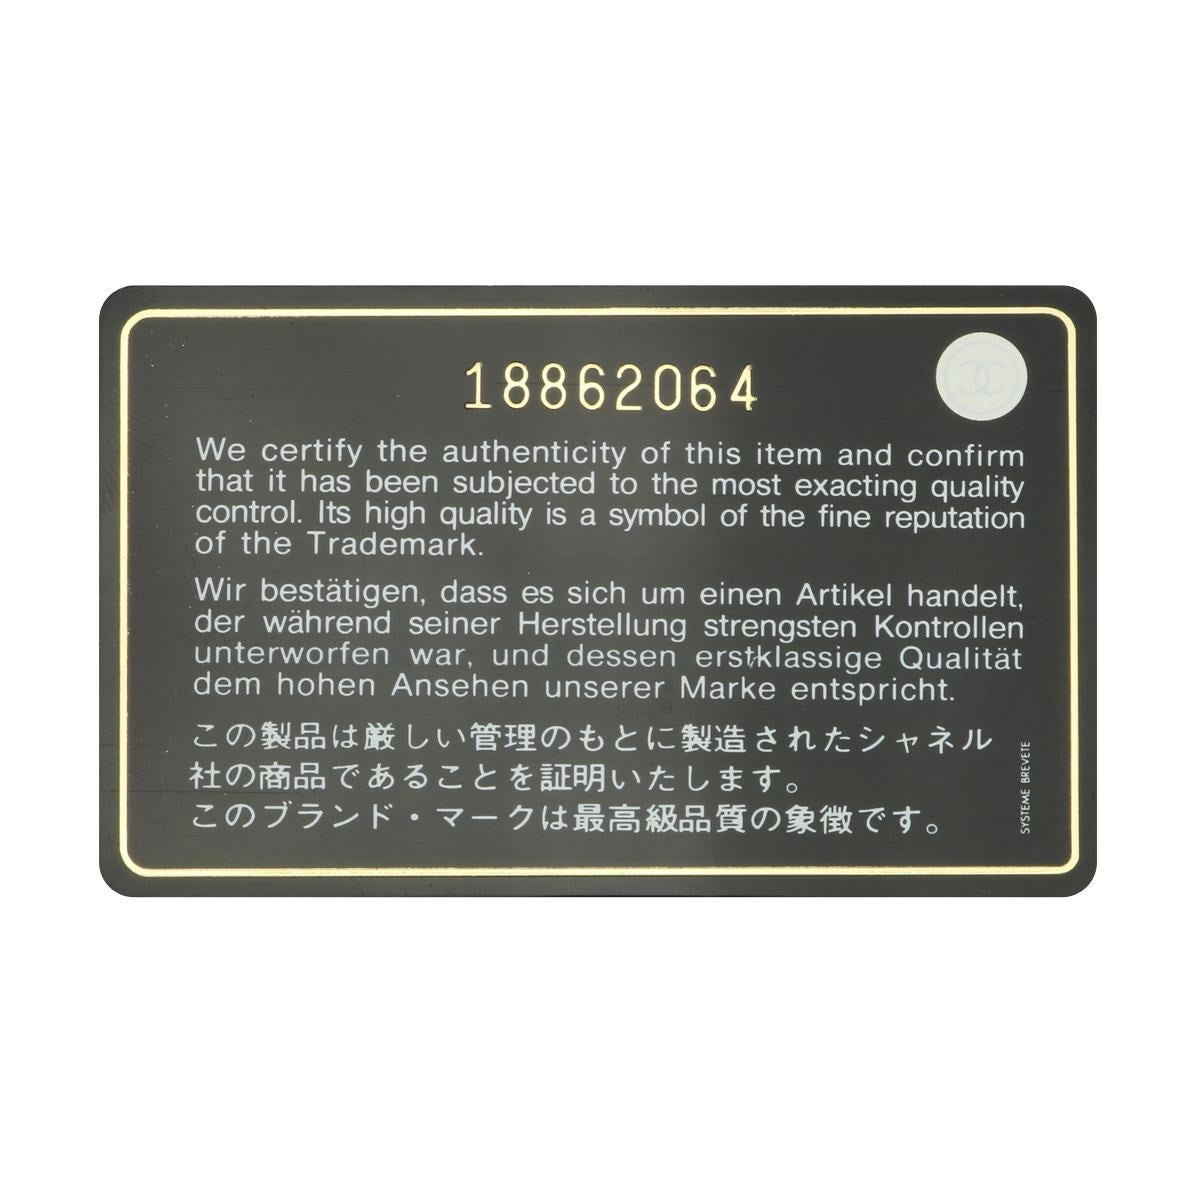 18862064
We certify the authenticity of this item and confirm
that it has been subjected to the most exacting quality
control. Its high quality is a symbol of the fine reputation
of the Trademark.
Wir bestätigen, dass es sich um einen Artikel handelt,
der während seiner Herstellung strengsten Kontrollen
unterworfen war, und dessen erstklassige Qualität
dem hohen Ansehen unserer Marke entspricht.
この製品は厳しい管理のもとに製造されたシャネル
社の商品であることを証明いたします。
このブランド・マークは最高級品質の象徴です。
SYSTEME BREVETE